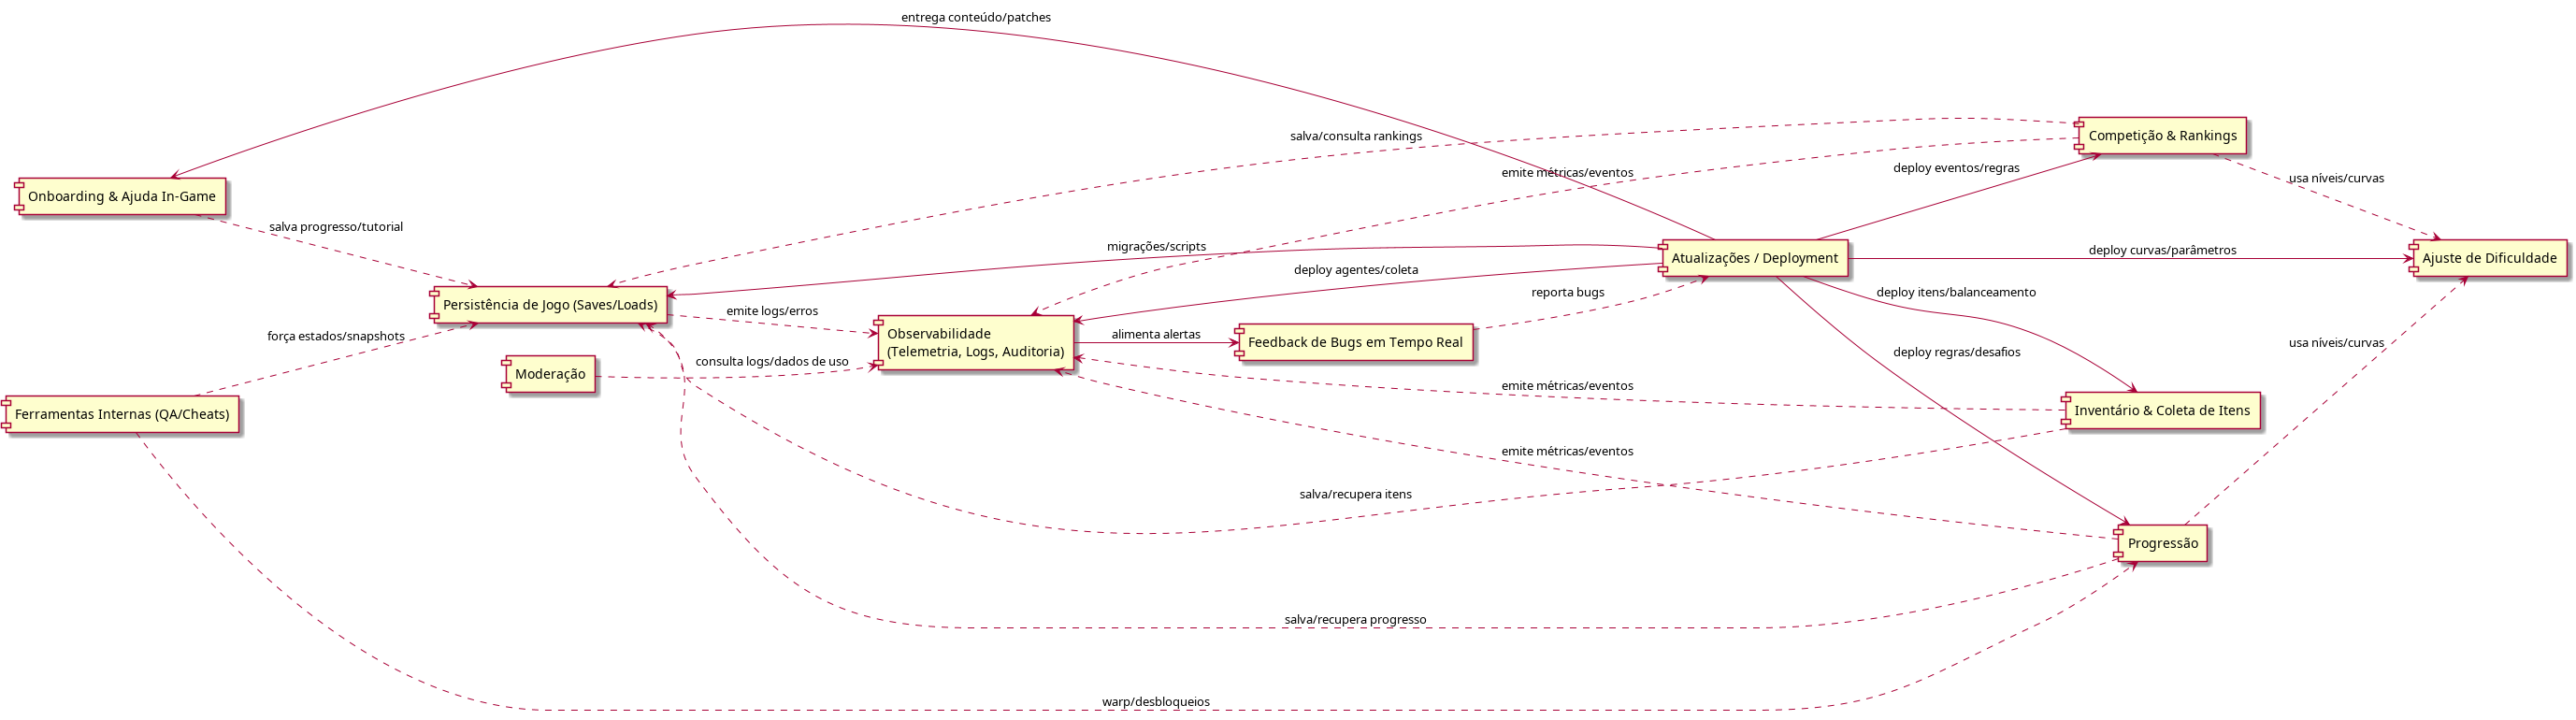 entrega conteúdo/patches
salva/consulta rankings
Competição & Rankings
emite métricas/eventos
deploy eventos/regras
usa níveis/curvas
Onboarding & Ajuda In-Game
salva progresso/tutorial
migrações/scripts
deploy agentes/coleta
Atualizações / Deployment
deploy curvas/parâmetros
Ajuste de Dificuldade
reporta bugs
deploy itens/balanceamento
Persistência de Jogo (Saves/Loads)
emite logs/erros
Observabilidade
(Telemetria, Logs, Auditoria)
alimenta alertas
Feedback de Bugs em Tempo Real
força estados/snapshots
Moderação
consulta logs/dados de uso
deploy regras/desafios
usa níveis/curvas
Ferramentas Internas (QA/Cheats)
emite métricas/eventos
Inventário & Coleta de Itens
emite métricas/eventos
salva/recupera itens
Progressão
salva/recupera progresso
warp/desbloqueios